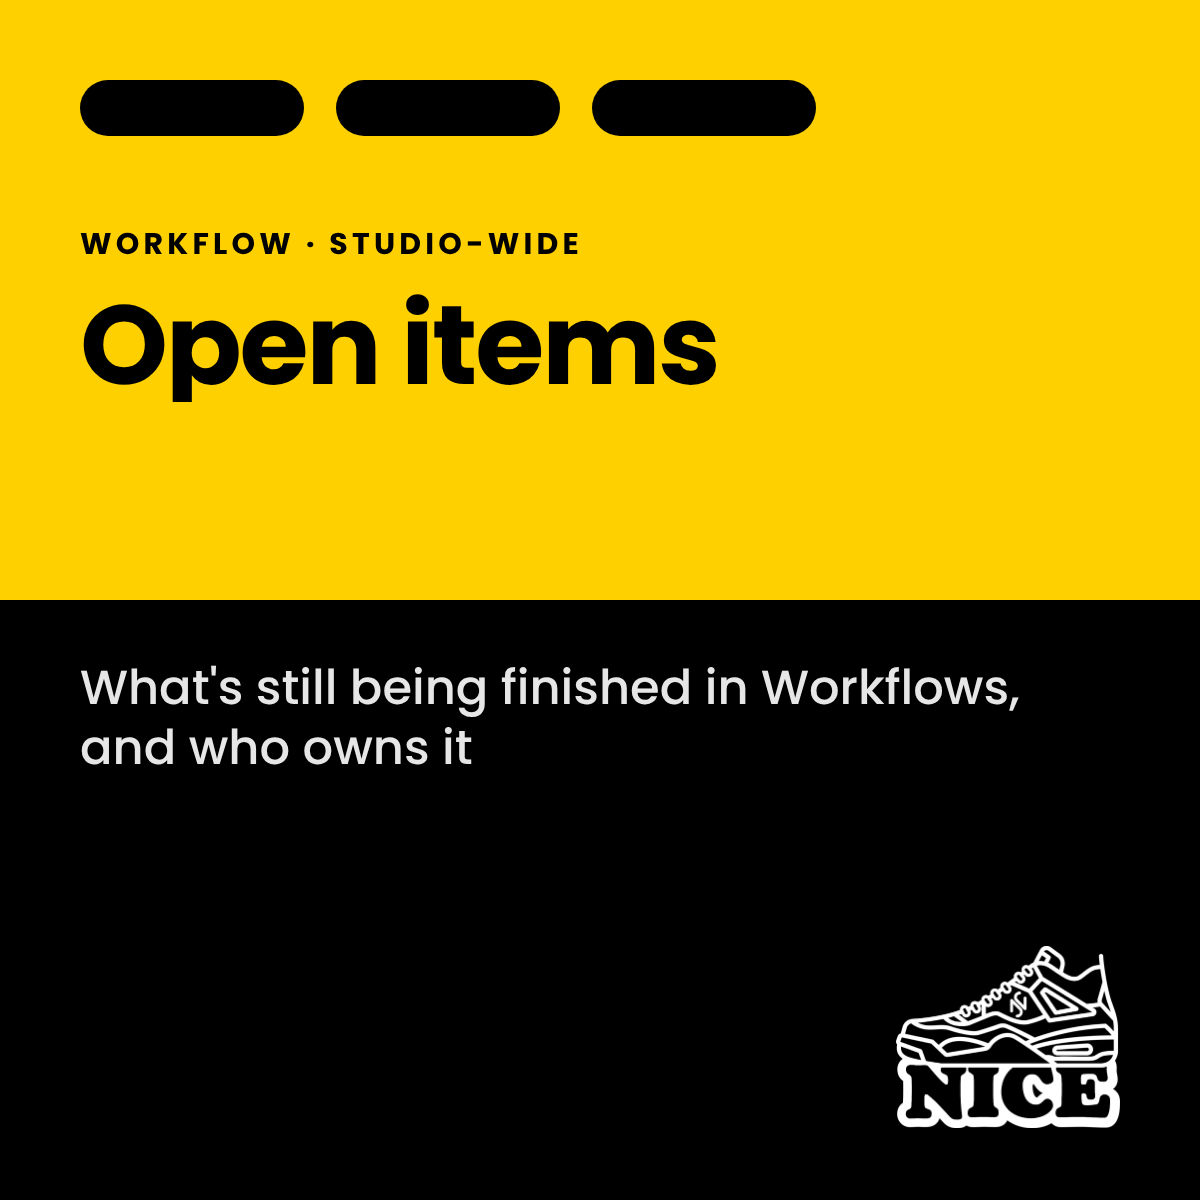 WORKFLOW · STUDIO-WIDE
Open items
What's still being finished in Workflows,
and who owns it
NICE